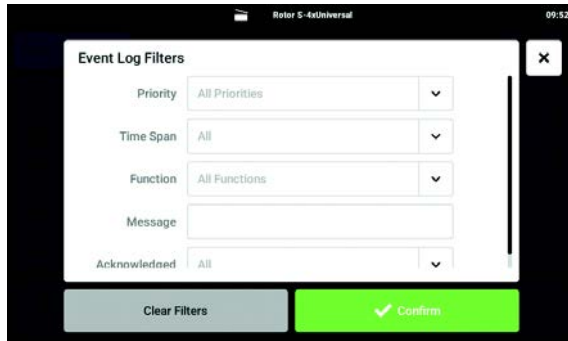 Rotor S-4xUniversal
09:52
Event Log Filters
Priority All Priorities
Time Span All
Function All Functions
Message
Acknowledged All
Clear Filters
Confirm